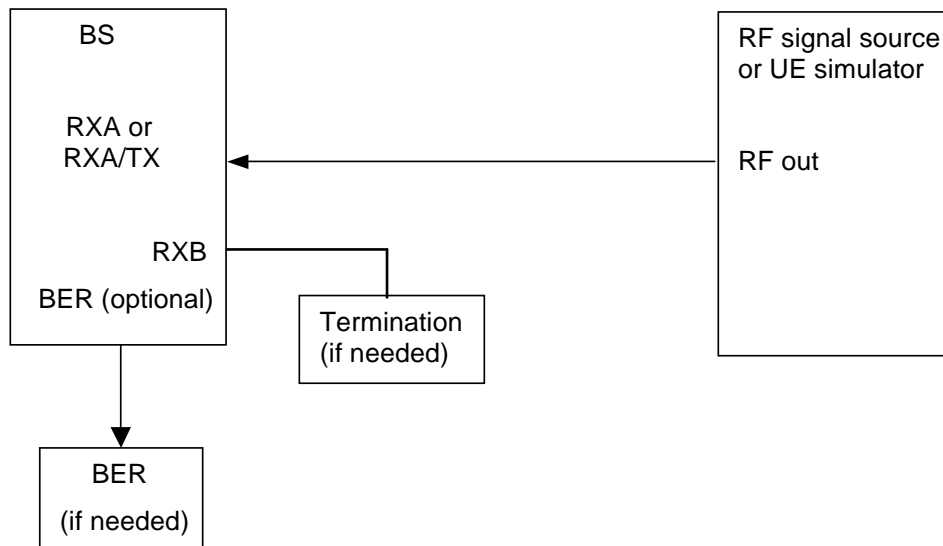 BS
RXA or
RXA/TX
RXB
BER (optional)
RF signal source
or UE simulator
RF out
Termination
(if needed)
BER
(if needed)